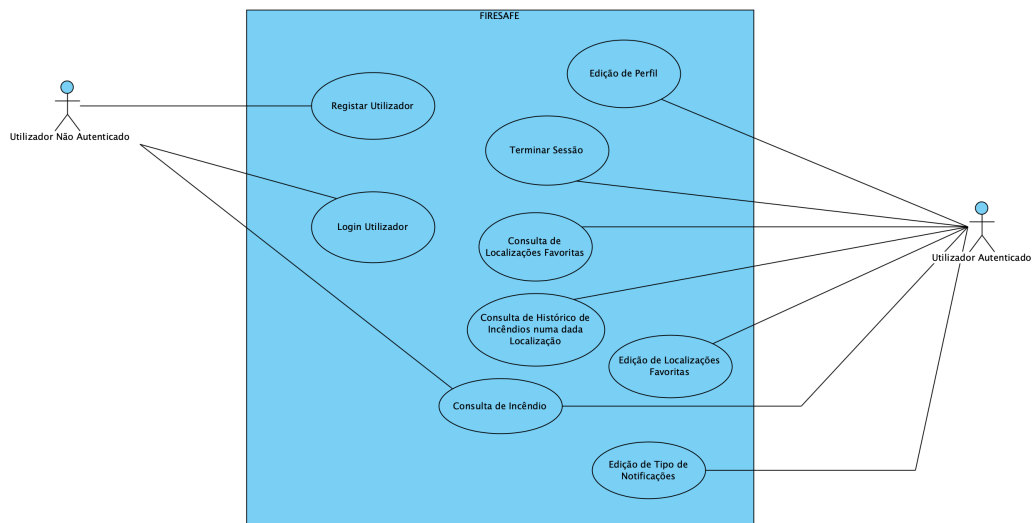 FIRESAFE
Edição de Perfil
Registar Utilizador
Utilizador Não Autenticado
Terminar Sessão
Login Utilizador
Consulta de
Localizações Favoritas
Utilizador Autenticado
Consulta de Histórico de
Incêndios numa dada
Localização
Edição de Localizações
Favoritas
Consulta de Incêndio
Edição de Tipo de
Notificações